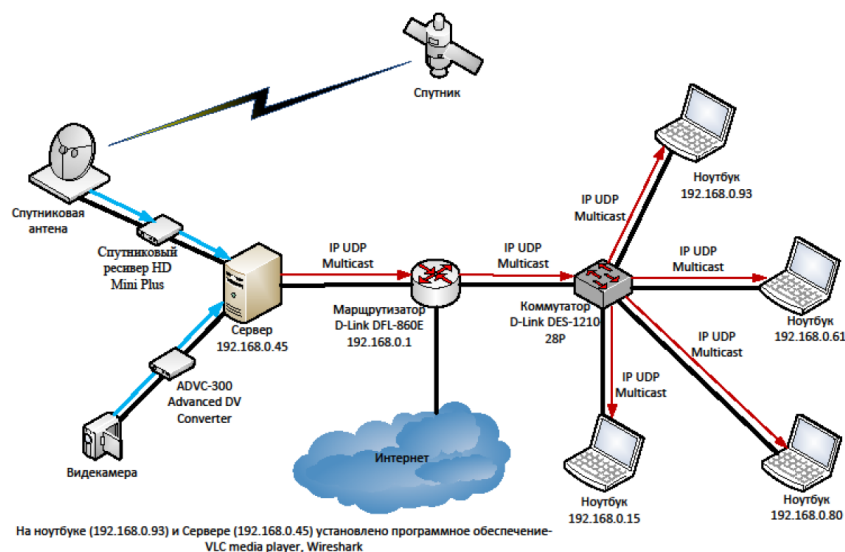 Спутник
Ноутбук
192.168.0.93
Спутниковая
антена
Спутниковый
ресивер HD
Mini Plus
IP UDP
Multicast
IP UDP
Multicast
IP UDP
Multicast
IP UDP
Multicast
Сервер
192.168.0.45
Маршрутизатор
D-Link DFL-860E
192.168.0.1
Коммутатор
D-Link DES-1210
28P
Ноутбук
192.168.0.61
IP UDP
Multicast
IP UDP
Multicast
ADVC-300
Advanced DV
Converter
Видекамера
Интернет
Ноутбук
192.168.0.15
Ноутбук
192.168.0.80
На ноутбуке (192.168.0.93) и Сервере (192.168.0.45) установлено программное обеспечение-
VLC media player, Wireshark